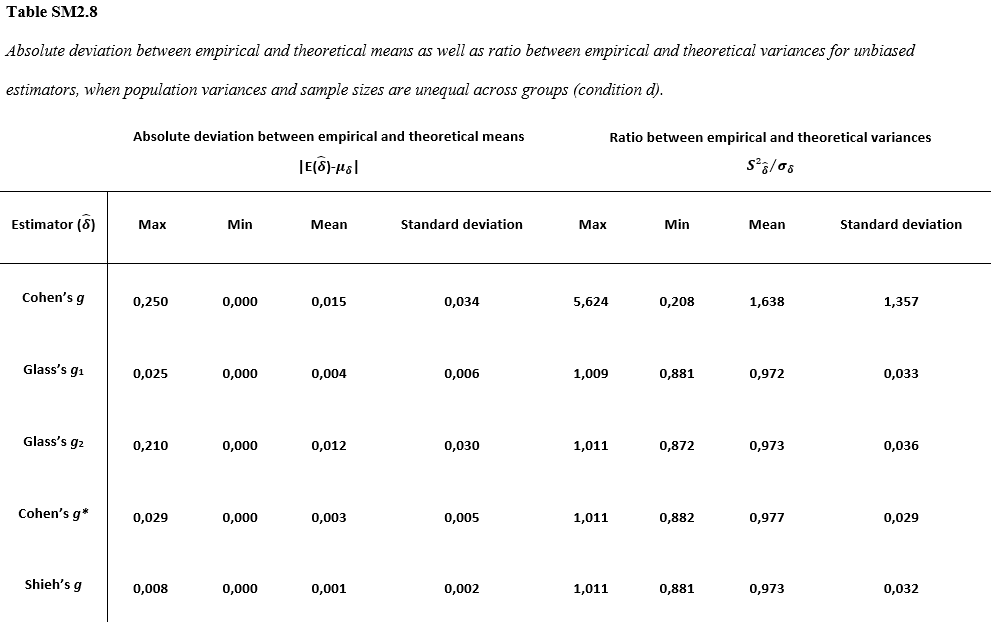 Table SM2.8
Absolute deviation between empirical and theoretical means as well as ratio between empirical and theoretical variances for unbiased
estimators, when population variances and sample sizes are unequal across groups (condition d).
Absolute deviation between empirical and theoretical means Ratio between empirical and theoretical variances
|E(δ̂)-μ_δ| S²_δ̂/σ_δ
Estimator (δ̂) Max Min Mean Standard deviation Max Min Mean Standard deviation
Cohen's g 0,250 0,000 0,015 0,034 5,624 0,208 1,638 1,357
Glass's g₁ 0,025 0,000 0,004 0,006 1,009 0,881 0,972 0,033
Glass's g₂ 0,210 0,000 0,012 0,030 1,011 0,872 0,973 0,036
Cohen's g* 0,029 0,000 0,003 0,005 1,011 0,882 0,977 0,029
Shieh's g 0,008 0,000 0,001 0,002 1,011 0,881 0,973 0,032